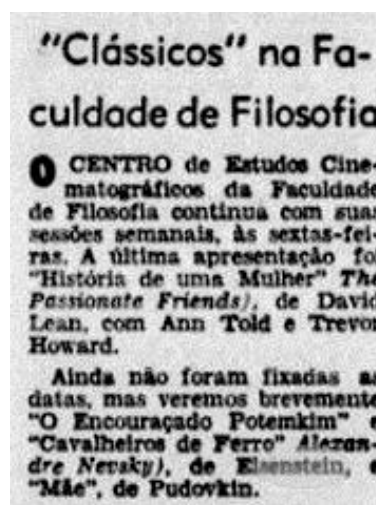 "Clássicos" na Fa-
culdade de Filosofia
O CENTRO de Estudos Cine-
matográficos da Faculdade
de Filosofia continua com suas
sessões semanais, às sextas-fei-
ras. A última apresentação foi
"História de uma Mulher" The
Passionate Friends), de David
Lean, com Ann Told e Trevor
Howard.
Ainda não foram fixadas as
datas, mas veremos brevemente
"O Encouraçado Potemkim" e
"Cavalheiros de Ferro" Alexan-
dre Nevsky), de Eisenstein, e
"Mãe", de Pudovkin.